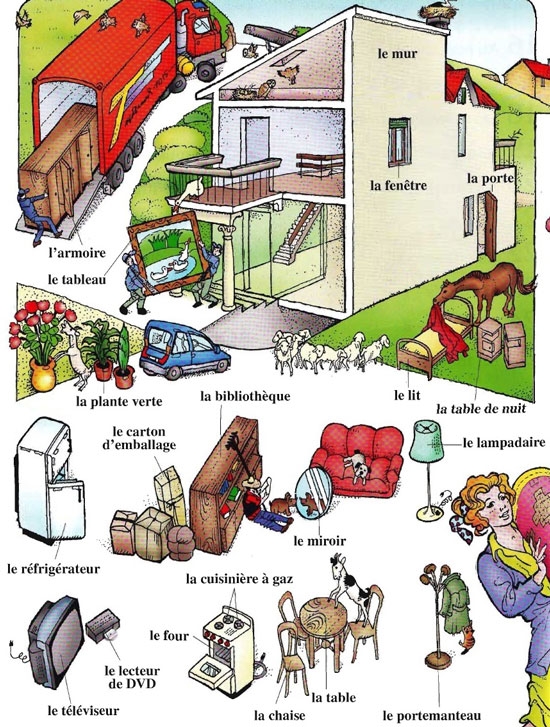 le mur
la fenêtre
la porte
l'armoire
le tableau
la plante verte
la bibliothèque
le lit
la table de nuit
le carton
d'emballage
le lampadaire
le miroir
le réfrigérateur
la cuisinière à gaz
le four
le lecteur
de DVD
la table
le téléviseur
la chaise
le portemanteau